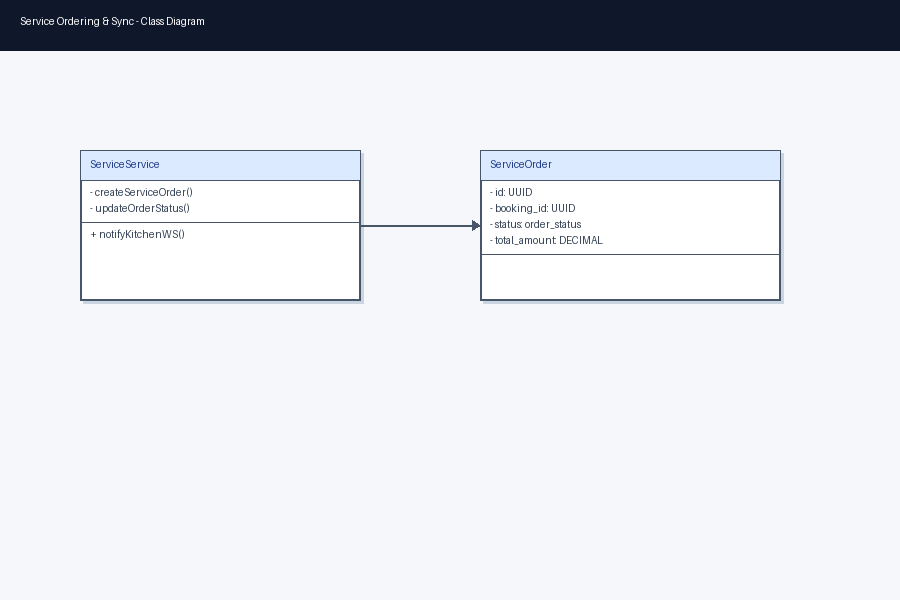 Service Ordering & Sync - Class Diagram
ServiceService
- createServiceOrder()
- updateOrderStatus()
+ notifyKitchenWS()
ServiceOrder
- id: UUID
- booking_id: UUID
- status: order_status
- total_amount: DECIMAL